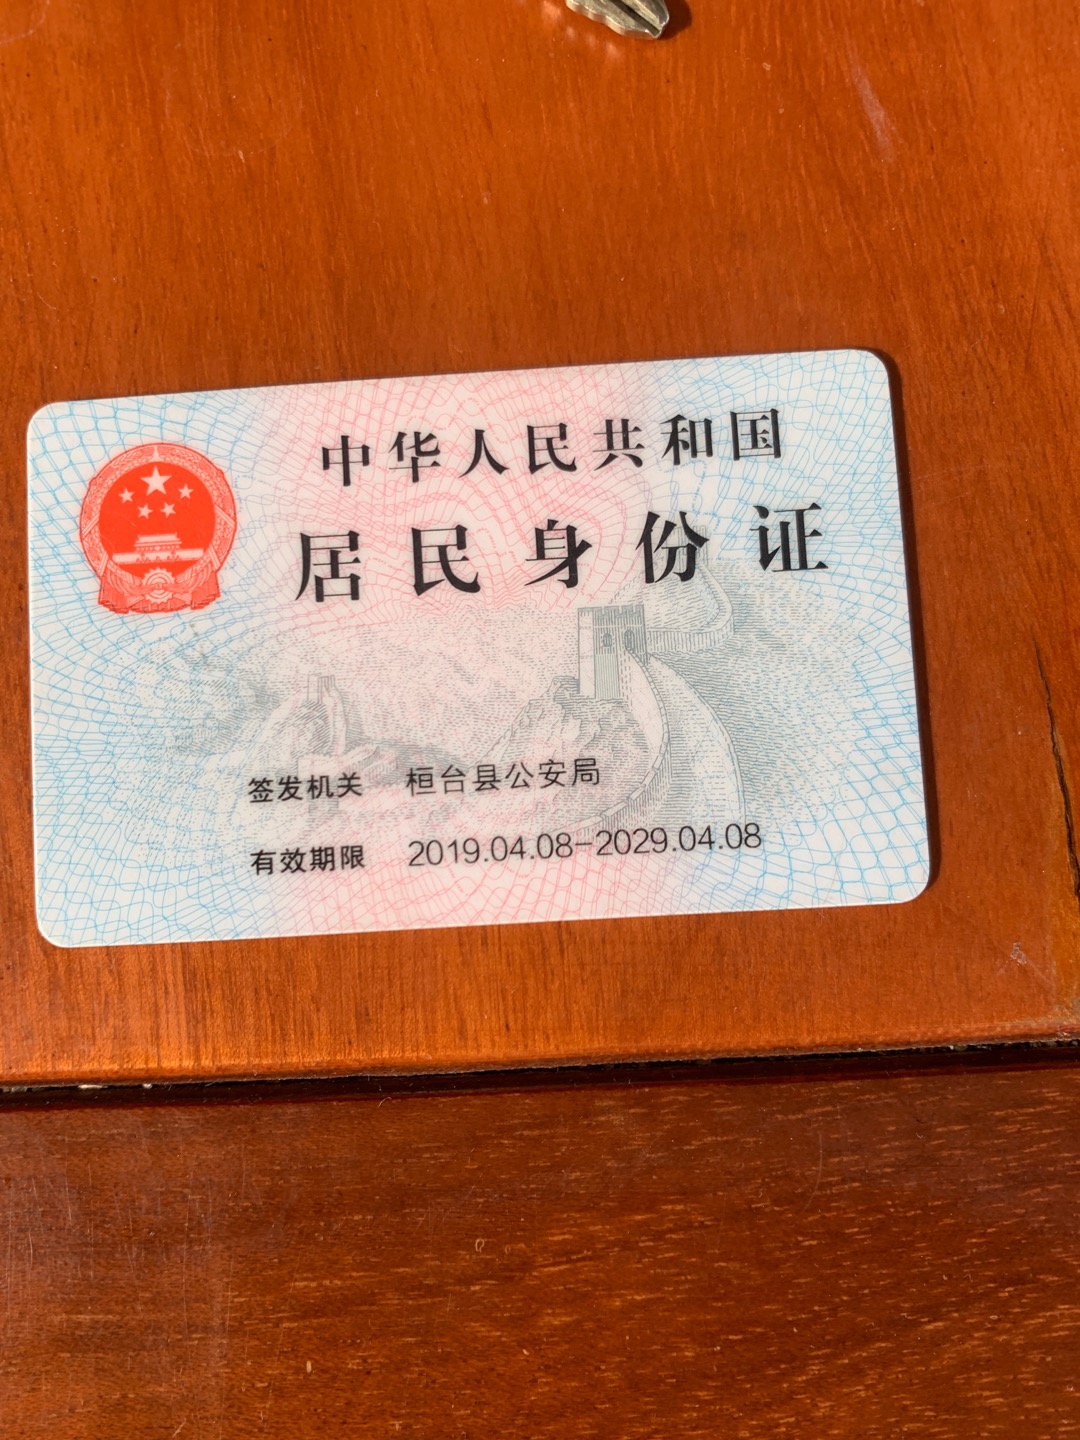 中华人民共和国
居民身份证
签发机关 桓台县公安局
有效期限 2019.04.08-2029.04.08